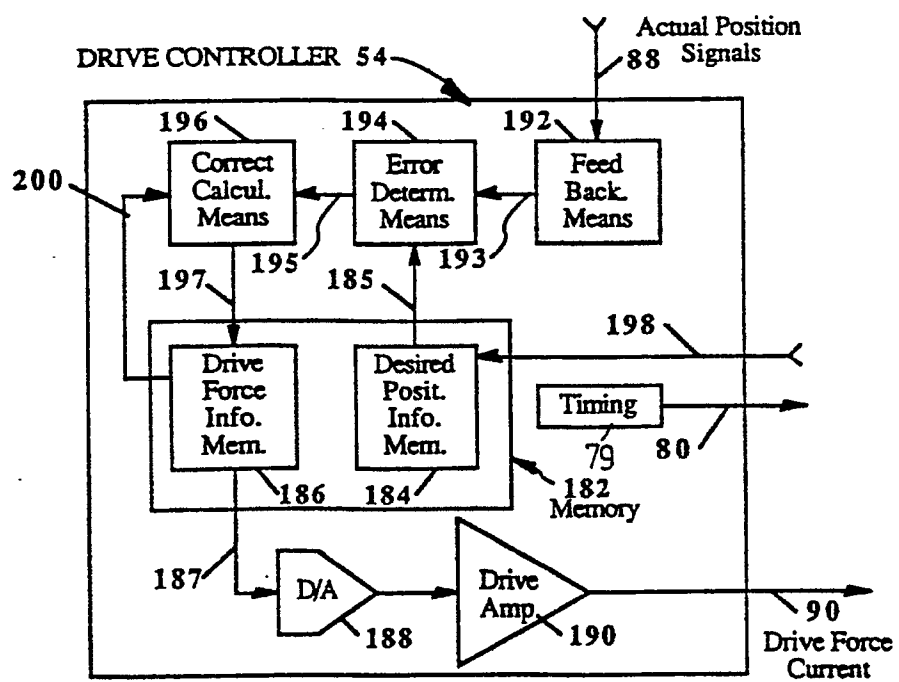 Actual Position
Signals
88
DRIVE CONTROLLER 54
196
194
192
200
Correct
Calcul.
Means
Error
Determ.
Means
Feed
Back.
Means
195
193
197
185
198
Drive
Force
Info.
Mem.
Desired
Posit.
Info.
Mem.
Timing
79
80
186
184
182
Memory
187
D/A
188
Drive
Amp.
190
90
Drive Force
Current